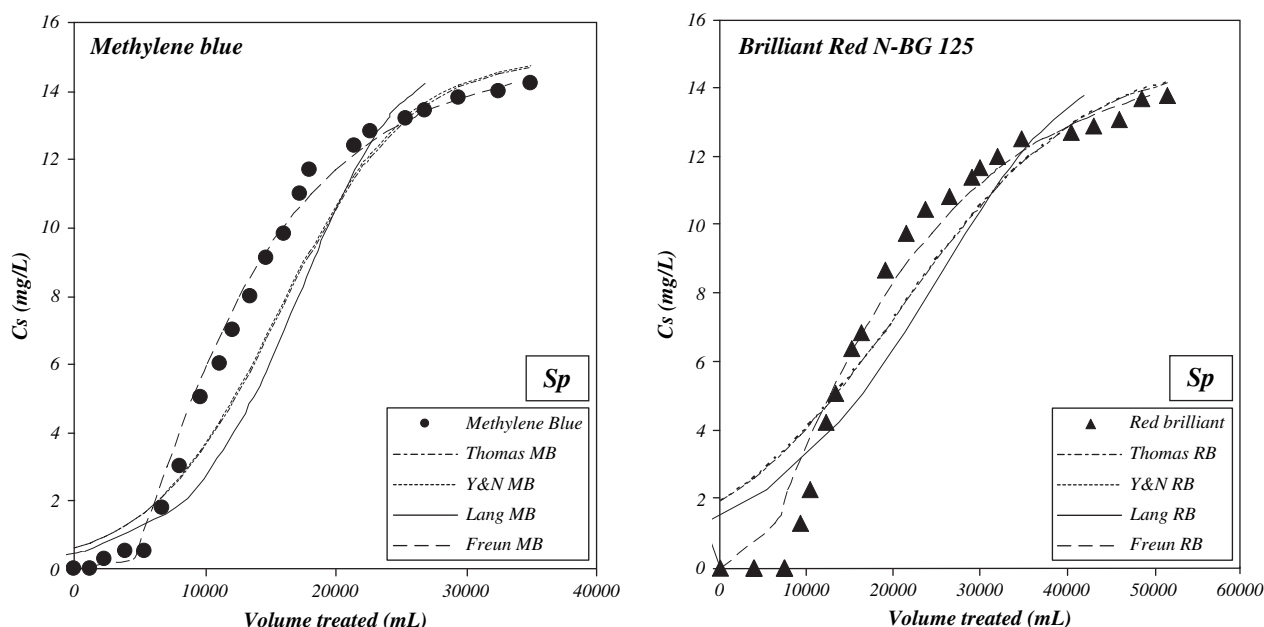 Methylene blue
16
14
12
10
8
6
4
2
0
Cs (mg/L)
0 10000 20000 30000 40000
Volume treated (mL)
Sp
Methylene Blue
Thomas MB
Y&N MB
Lang MB
Freun MB
Brilliant Red N-BG 125
16
14
12
10
8
6
4
2
0
Cs (mg/L)
0 10000 20000 30000 40000 50000 60000
Volume treated (mL)
Sp
Red brilliant
Thomas RB
Y&N RB
Lang RB
Freun RB